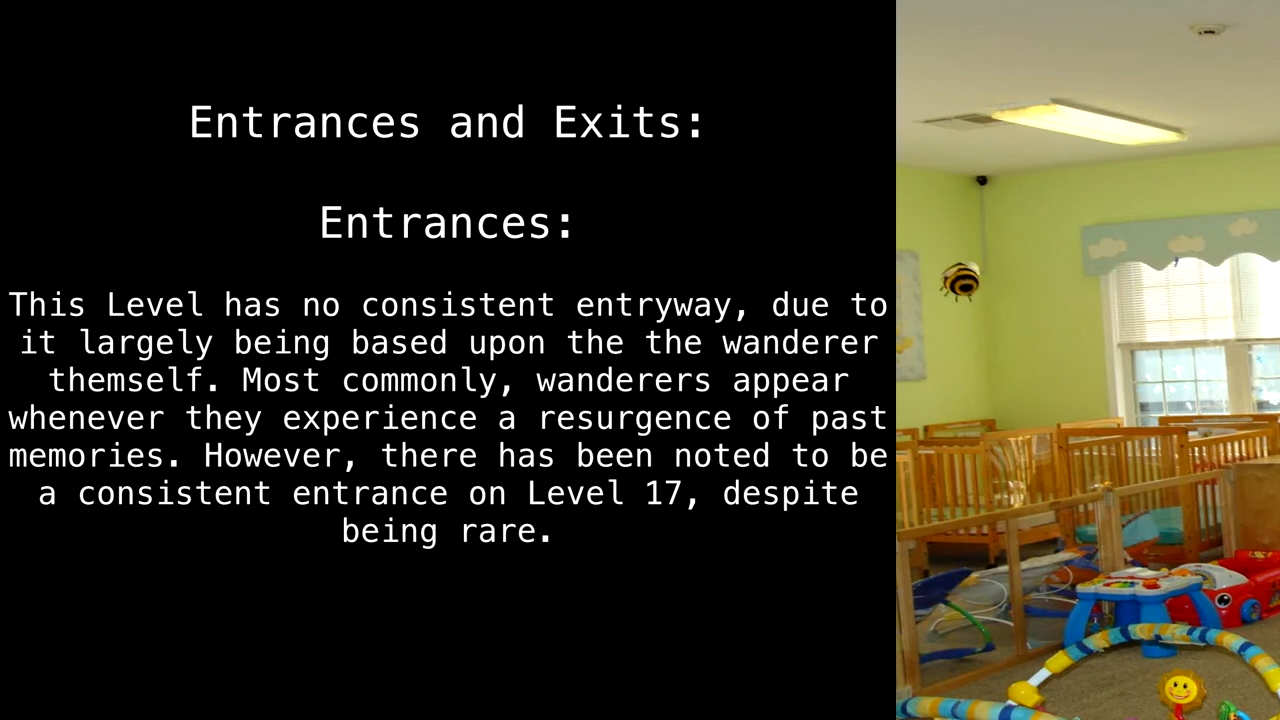 Entrances and Exits:
Entrances:
This Level has no consistent entryway, due to
it largely being based upon the the wanderer
themself. Most commonly, wanderers appear
whenever they experience a resurgence of past
memories. However, there has been noted to be
a consistent entrance on Level 17, despite
being rare.